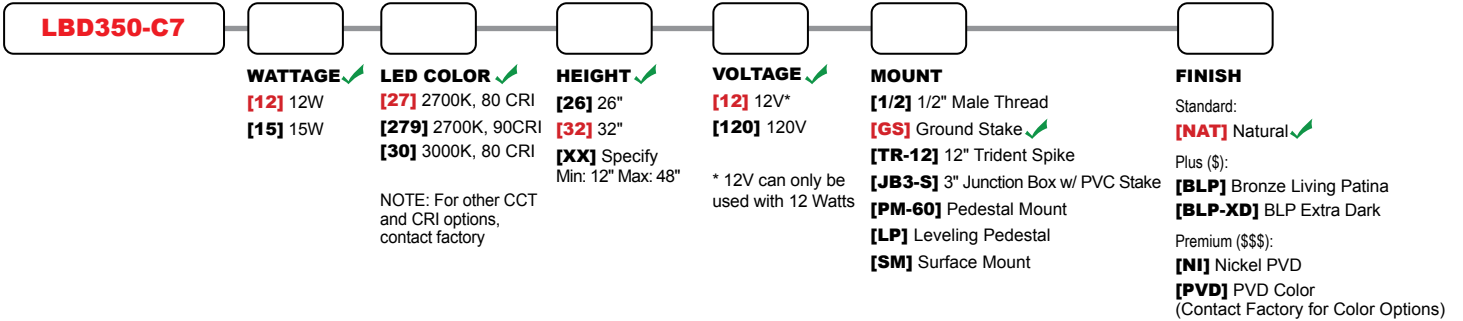 LBD350-C7
WATTAGE
[12] 12W
[15] 15W
LED COLOR
[27] 2700K, 80 CRI
[279] 2700K, 90CRI
[30] 3000K, 80 CRI
NOTE: For other CCT
and CRI options,
contact factory
HEIGHT
[26] 26"
[32] 32"
[XX] Specify
Min: 12" Max: 48"
VOLTAGE
[12] 12V*
[120] 120V
* 12V can only be
used with 12 Watts
MOUNT
[1/2] 1/2" Male Thread
[GS] Ground Stake
[TR-12] 12" Trident Spike
[JB3-S] 3" Junction Box w/ PVC Stake
[PM-60] Pedestal Mount
[LP] Leveling Pedestal
[SM] Surface Mount
FINISH
Standard:
[NAT] Natural
Plus ($):
[BLP] Bronze Living Patina
[BLP-XD] BLP Extra Dark
Premium ($$$):
[NI] Nickel PVD
[PVD] PVD Color
(Contact Factory for Color Options)